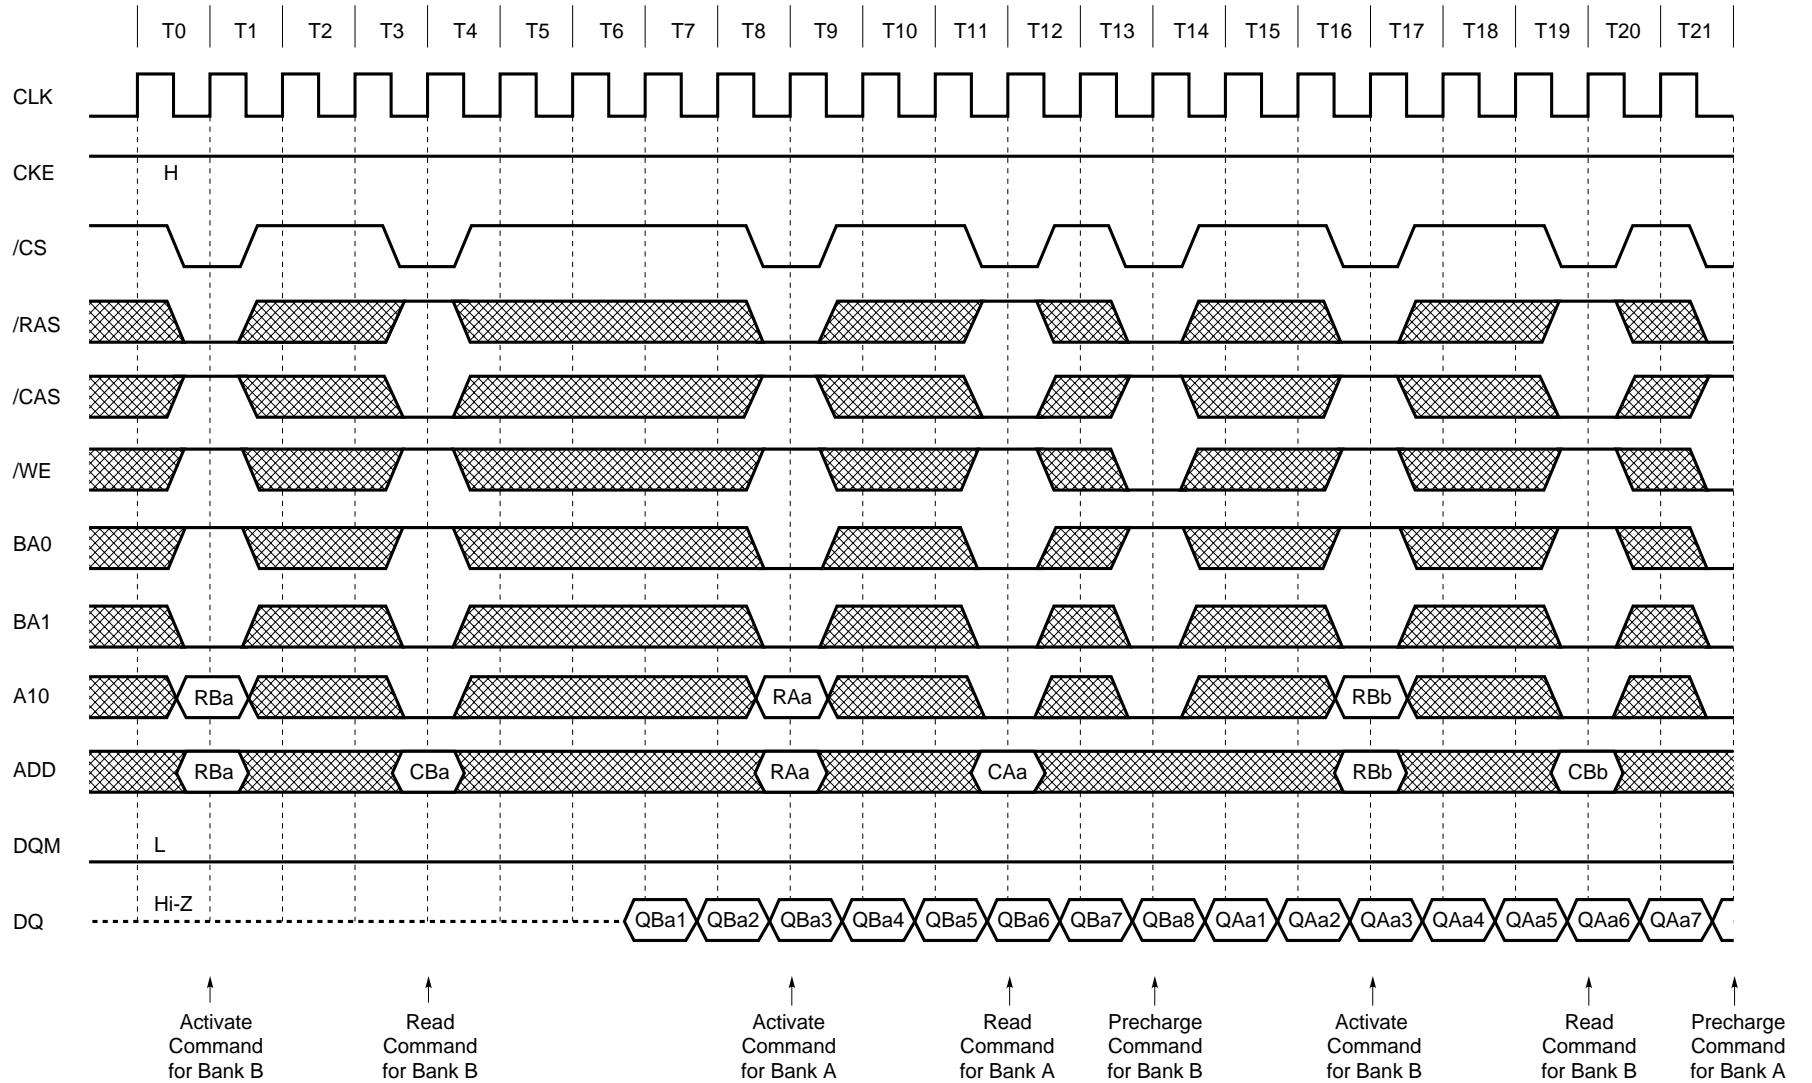 T0 T1 T2 T3 T4 T5 T6 T7 T8 T9 T10 T11 T12 T13 T14 T15 T16 T17 T18 T19 T20 T21
CLK
CKE H
/CS
/RAS
/CAS
/WE
BA0
BA1
A10 RBa RAa RBb
ADD RBa CBa RAa CAa RBb CBb
DQM L
Hi-Z
DQ QBa1 QBa2 QBa3 QBa4 QBa5 QBa6 QBa7 QBa8 QAa1 QAa2 QAa3 QAa4 QAa5 QAa6 QAa7
Activate
Command
for Bank B
Read
Command
for Bank B
Activate
Command
for Bank A
Read
Command
for Bank A
Precharge
Command
for Bank B
Activate
Command
for Bank B
Read
Command
for Bank B
Precharge
Command
for Bank A